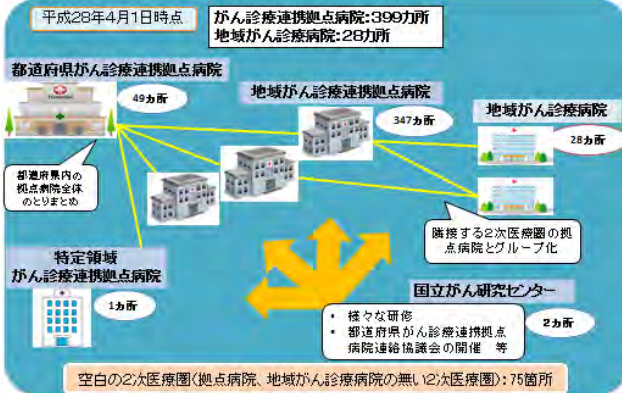 平成28年4月1日時点
がん診療連携拠点病院:399カ所
地域がん診療病院:28カ所
都道府県がん診療連携拠点病院
49カ所
地域がん診療連携拠点病院
347カ所
地域がん診療病院
28カ所
都道府県内の
拠点病院全体
のとりまとめ
隣接する2次医療圏の拠
点病院とグループ化
特定領域
がん診療連携拠点病院
1カ所
国立がん研究センター
• 様々な研修
• 都道府県がん診療連携拠点
病院連絡協議会の開催 等
2カ所
空白の2次医療圏(拠点病院、地域がん診療病院の無い2次医療圏):75箇所